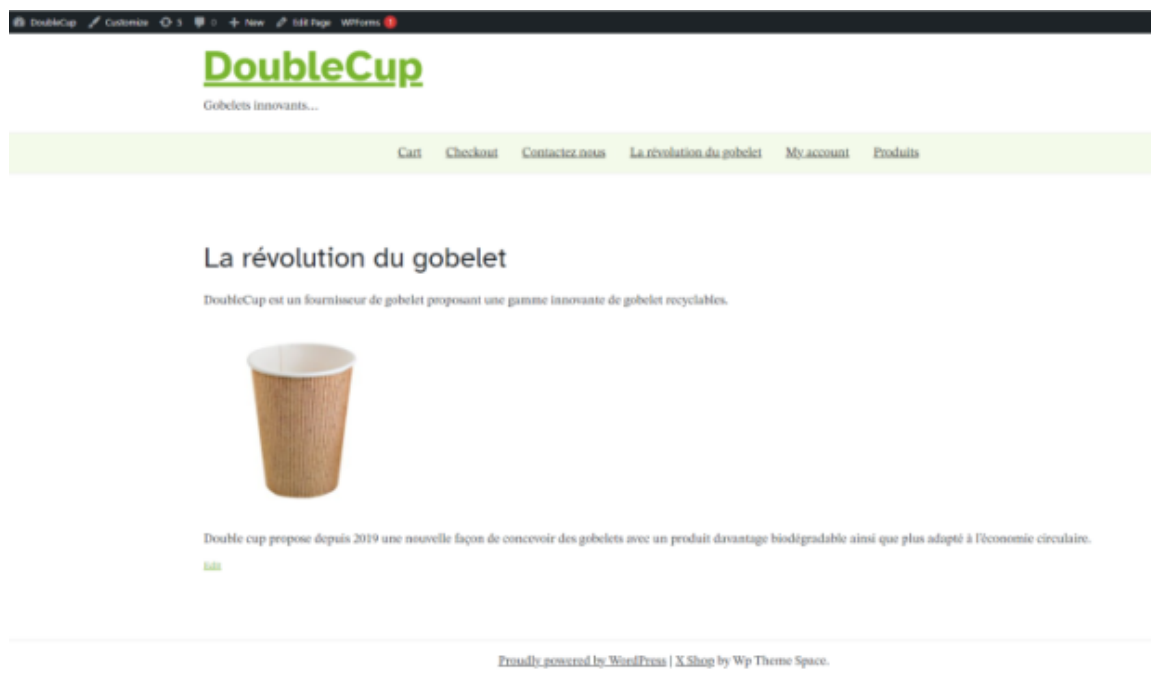 DoubleCup Customize 3 0 New Edit Page WPForms 1
DoubleCup
Gobelets innovants...
Cart Checkout Contactez nous La révolution du gobelet My account Produits
La révolution du gobelet
DoubleCup est un fournisseur de gobelet proposant une gamme innovante de gobelet recyclables.
Double cup propose depuis 2019 une nouvelle façon de concevoir des gobelets avec un produit davantage biodégradable ainsi que plus adapté à l'économie circulaire.
Edit
Proudly powered by WordPress | X Shop by Wp Theme Space.